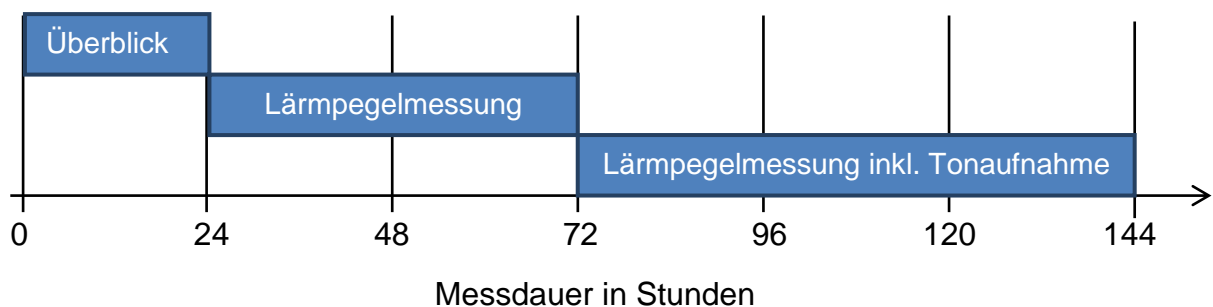 Überblick
Lärmpegelmessung
Lärmpegelmessung inkl. Tonaufnahme
0 24 48 72 96 120 144
Messdauer in Stunden